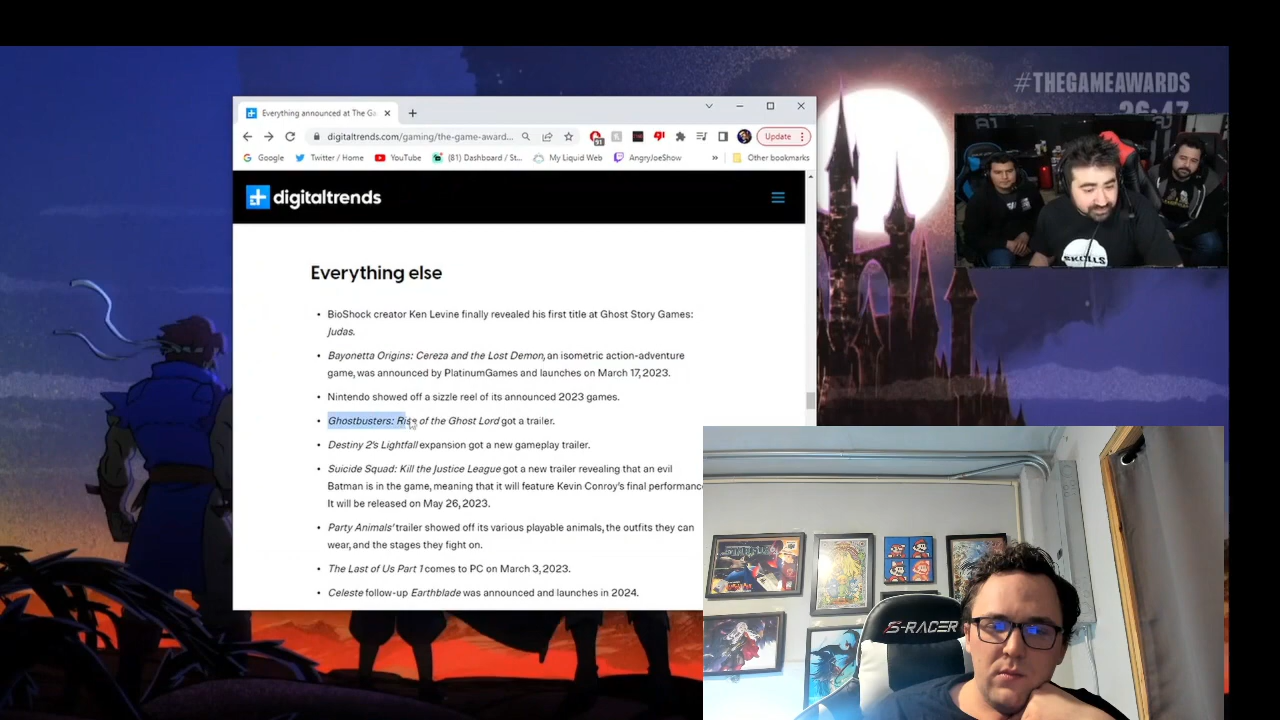 #THEGAMEAWARDS
26:47
Everything announced at The Ga
digitaltrends.com/gaming/the-game-award...
91
Update
Google
Twitter / Home
YouTube
(81) Dashboard / St...
My Liquid Web
AngryJoeShow
»
Other bookmarks
digitaltrends
Everything else
• BioShock creator Ken Levine finally revealed his first title at Ghost Story Games:
Judas.
• Bayonetta Origins: Cereza and the Lost Demon, an isometric action-adventure
game, was announced by PlatinumGames and launches on March 17, 2023.
• Nintendo showed off a sizzle reel of its announced 2023 games.
• Ghostbusters: Rise of the Ghost Lord got a trailer.
• Destiny 2's Lightfall expansion got a new gameplay trailer.
• Suicide Squad: Kill the Justice League got a new trailer revealing that an evil
Batman is in the game, meaning that it will feature Kevin Conroy's final performanc
It will be released on May 26, 2023.
• Party Animals' trailer showed off its various playable animals, the outfits they can
wear, and the stages they fight on.
• The Last of Us Part 1 comes to PC on March 3, 2023.
• Celeste follow-up Earthblade was announced and launches in 2024.
SKILLS
S-RACER